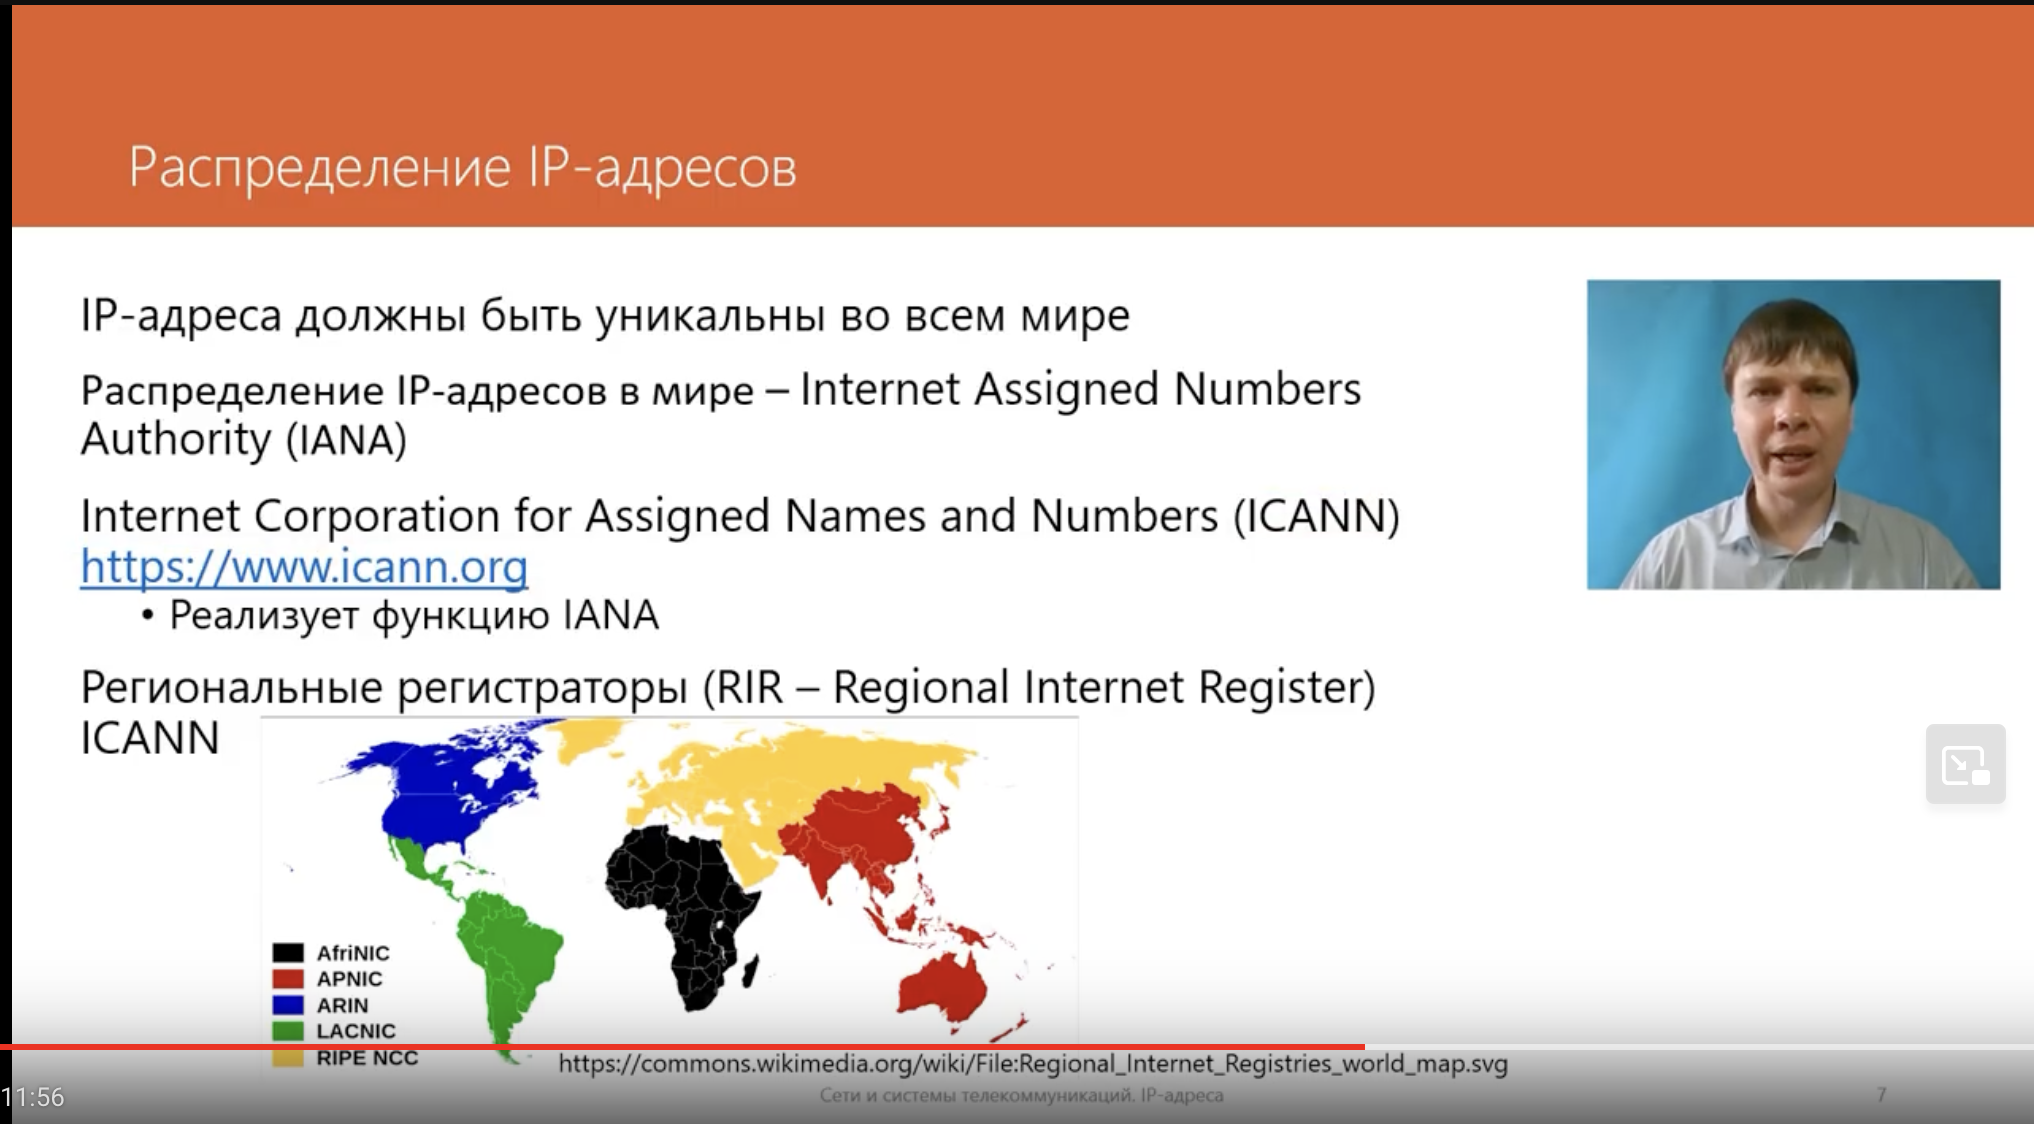 Распределение IP-адресов
IP-адреса должны быть уникальны во всем мире
Распределение IP-адресов в мире – Internet Assigned Numbers
Authority (IANA)
Internet Corporation for Assigned Names and Numbers (ICANN)
https://www.icann.org
• Реализует функцию IANA
Региональные регистраторы (RIR – Regional Internet Register)
ICANN
AfriNIC
APNIC
ARIN
LACNIC
RIPE NCC
https://commons.wikimedia.org/wiki/File:Regional_Internet_Registries_world_map.svg
11:56
Сети и системы телекоммуникаций. IP-адреса
7